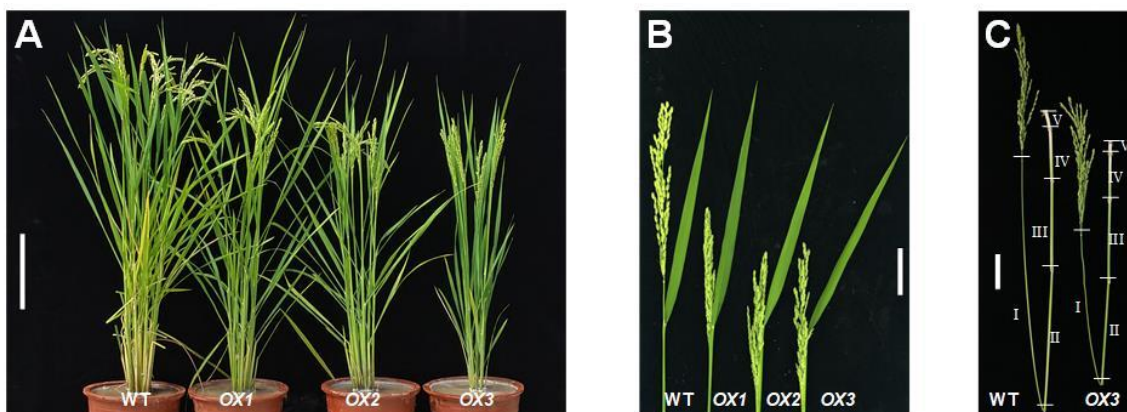 A
WT OX1 OX2 OX3
B
WT OX1 OX2 OX3
C
V
IV
III
I
II
V
IV
III
I
II
WT OX3